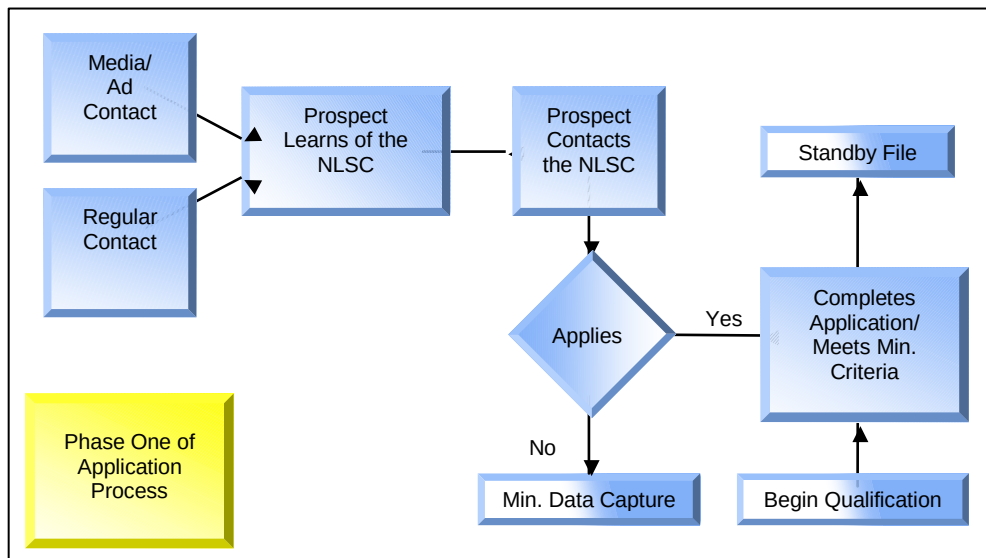 Media/
Ad
Contact
Prospect
Learns of the
NLSC
Prospect
Contacts
the NLSC
Standby File
Regular
Contact
Applies
Yes
Completes
Application/
Meets Min.
Criteria
Phase One of
Application
Process
No
Min. Data Capture
Begin Qualification